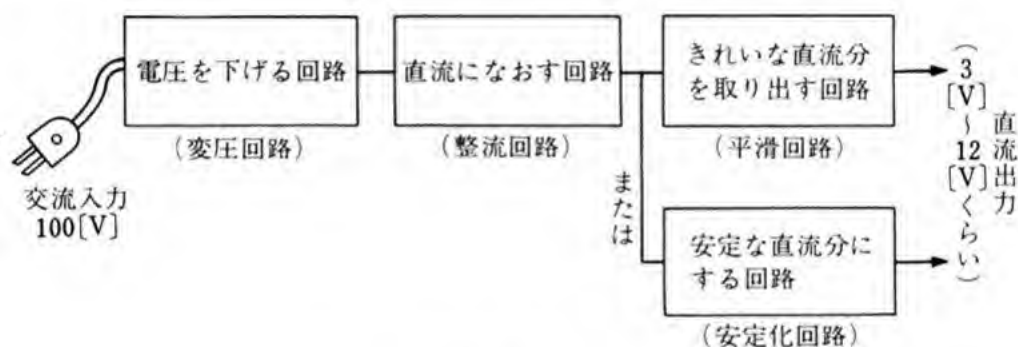 電圧を下げる回路
(変圧回路)
交流入力
100[V]
直流になおす回路
(整流回路)
きれいな直流分
を取り出す回路
(平滑回路)
または
安定な直流分に
する回路
(安定化回路)
直流出力
(3[V]～12[V]くらい)